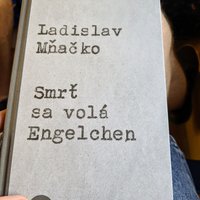 Ladislav
Mňačko
Smrť
sa volá
Engelchen